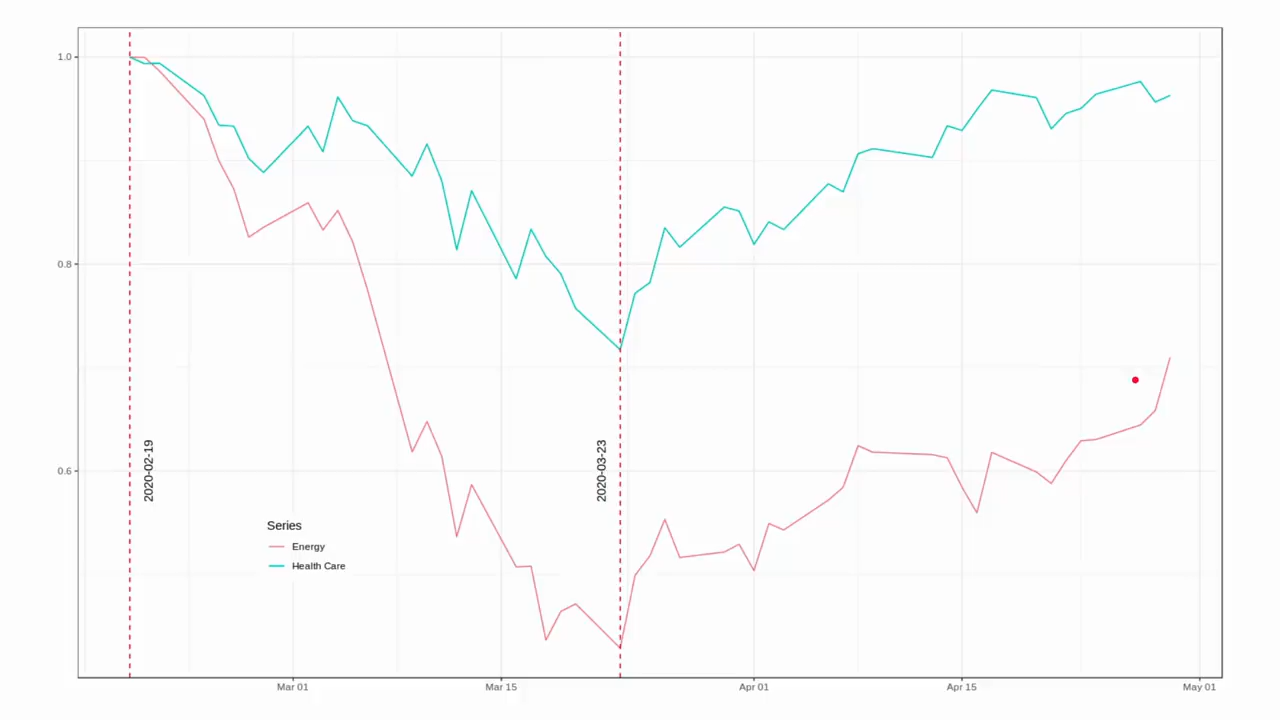 1.0
0.8
0.6
2020-02-19
2020-03-23
Series
Energy
Health Care
Mar 01
Mar 15
Apr 01
Apr 15
May 01